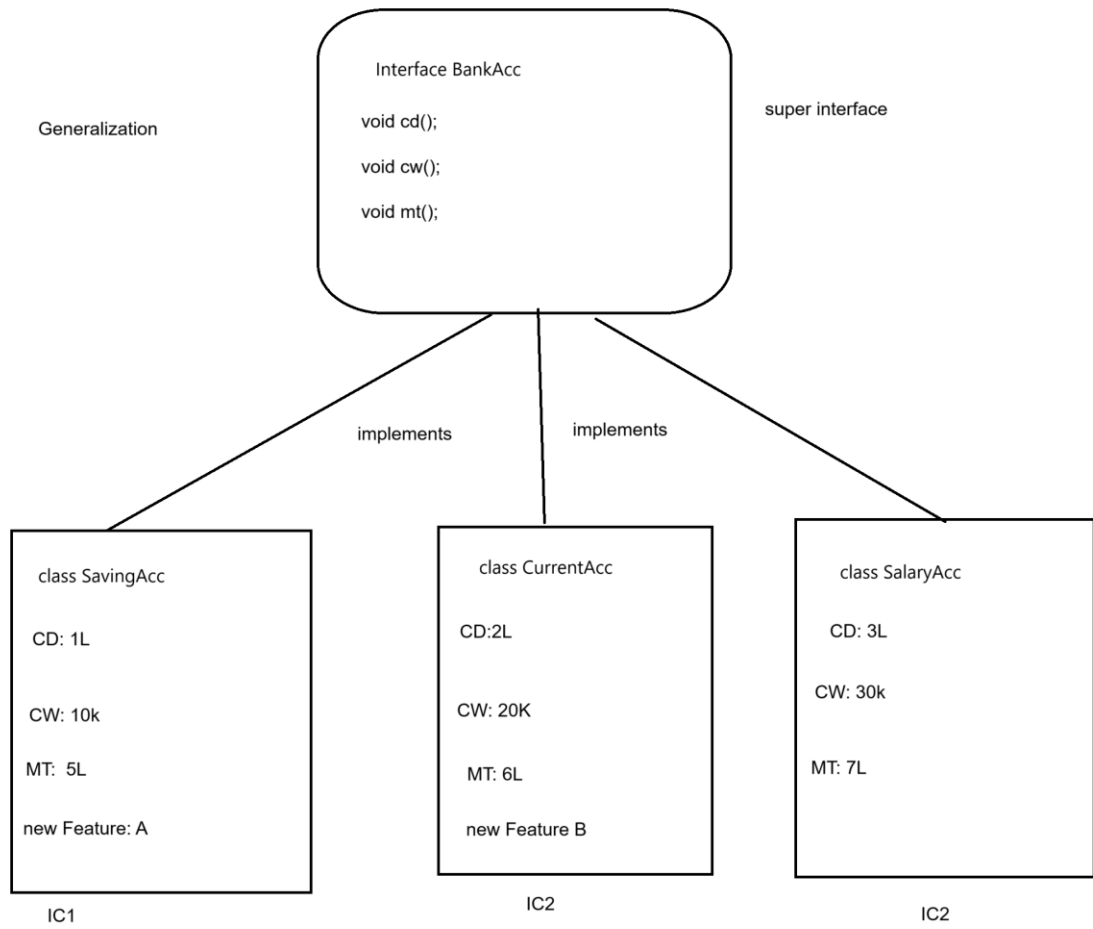 Interface BankAcc
Generalization
super interface
void cd();
void cw();
void mt();
implements
implements
class SavingAcc
CD: 1L
CW: 10k
MT: 5L
new Feature: A
IC1
class CurrentAcc
CD:2L
CW: 20K
MT: 6L
new Feature B
IC2
class SalaryAcc
CD: 3L
CW: 30k
MT: 7L
IC2